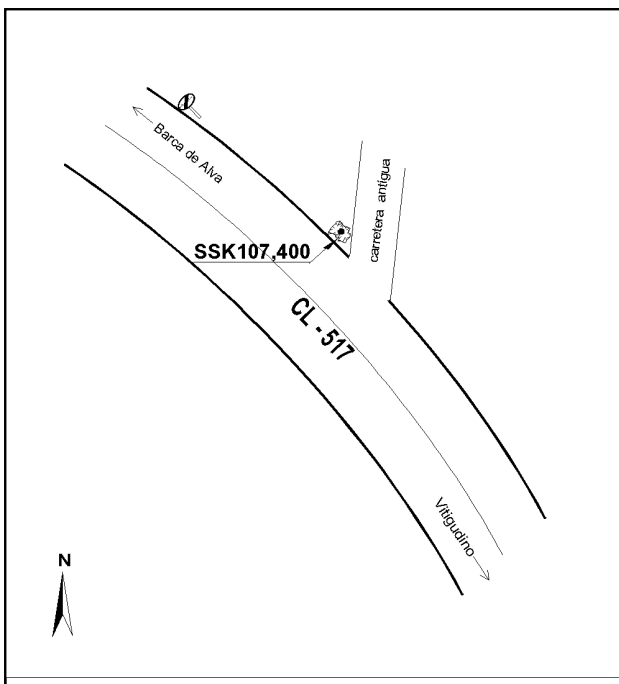 Barca de Alva
carretera antigua
SSK107,400
CL - 517
Vitigudino
N